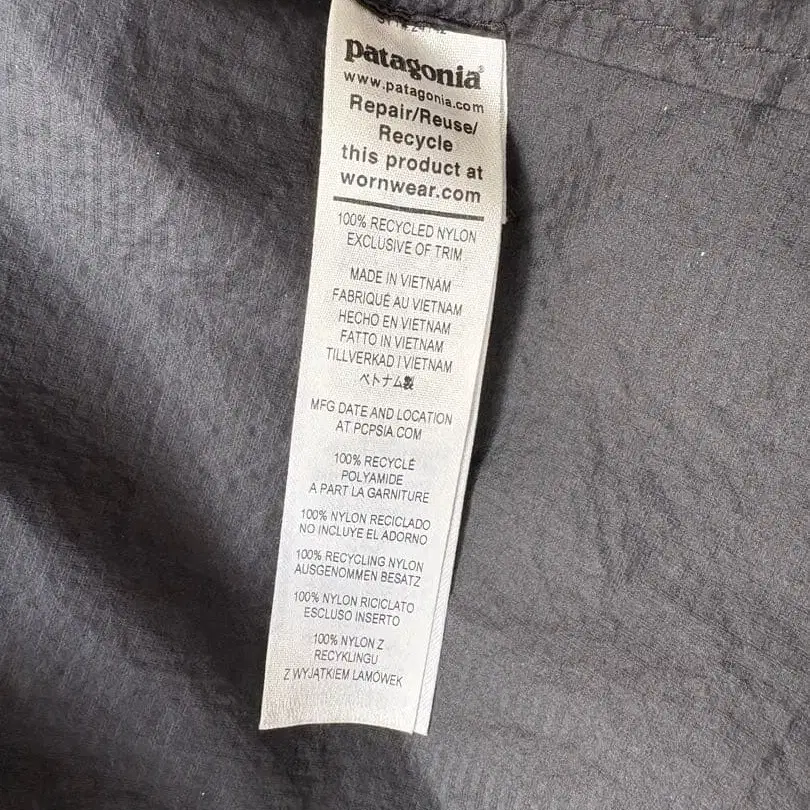 patagonia®
www.patagonia.com
Repair/Reuse/
Recycle
this product at
wornwear.com
100% RECYCLED NYLON
EXCLUSIVE OF TRIM
MADE IN VIETNAM
FABRIQUÉ AU VIETNAM
HECHO EN VIETNAM
FATTO IN VIETNAM
TILLVERKAD I VIETNAM
ベトナム製
MFG DATE AND LOCATION
AT PCPSIA.COM
100% RECYCLÉ
POLYAMIDE
A PART LA GARNITURE
100% NYLON RECICLADO
NO INCLUYE EL ADORNO
100% RECYCLING NYLON
AUSGENOMMEN BESATZ
100% NYLON RICICLATO
ESCLUSO INSERTO
100% NYLON Z
RECYKLINGU
Z WYJATKIEM LAMÓWEK